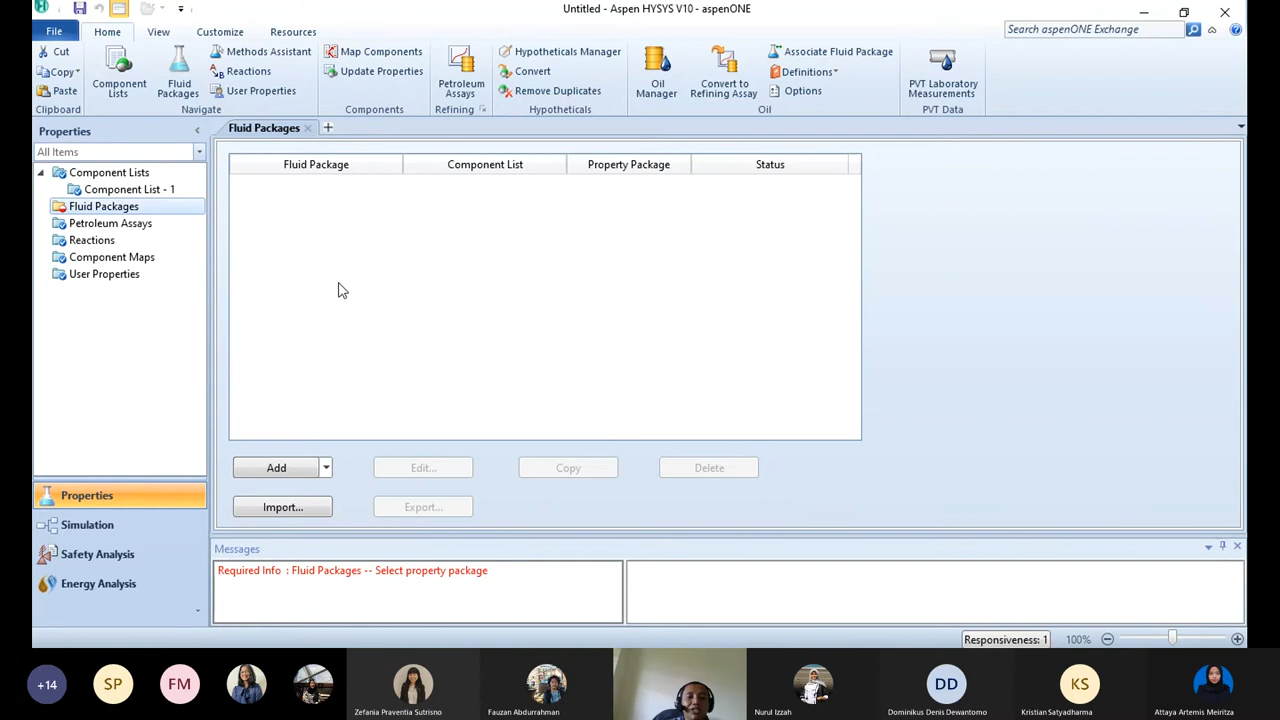 Untitled - Aspen HYSYS V10 - aspenONE
File
Home
View
Customize
Resources
Search aspenONE Exchange
Cut
Copy
Paste
Clipboard
Component Lists
Fluid Packages
Methods Assistant
Reactions
User Properties
Navigate
Map Components
Update Properties
Components
Petroleum Assays
Refining
Hypotheticals Manager
Convert
Remove Duplicates
Hypotheticals
Oil Manager
Convert to Refining Assay
Associate Fluid Package
Definitions
Options
Oil
PVT Laboratory Measurements
PVT Data
Properties
All Items
Component Lists
Component List - 1
Fluid Packages
Petroleum Assays
Reactions
Component Maps
User Properties
Properties
Simulation
Safety Analysis
Energy Analysis
Fluid Packages
Fluid Package
Component List
Property Package
Status
Add
Edit...
Copy
Delete
Import...
Export...
Messages
Required Info : Fluid Packages -- Select property package
Responsiveness: 1
100%
+14
SP
FM
Zefania Praventia Sutrisno
Fauzan Abdurrahman
Nurul Izzah
DD
Dominikus Denis Dewantomo
KS
Kristian Satyadharma
Attaya Artemis Meiritza